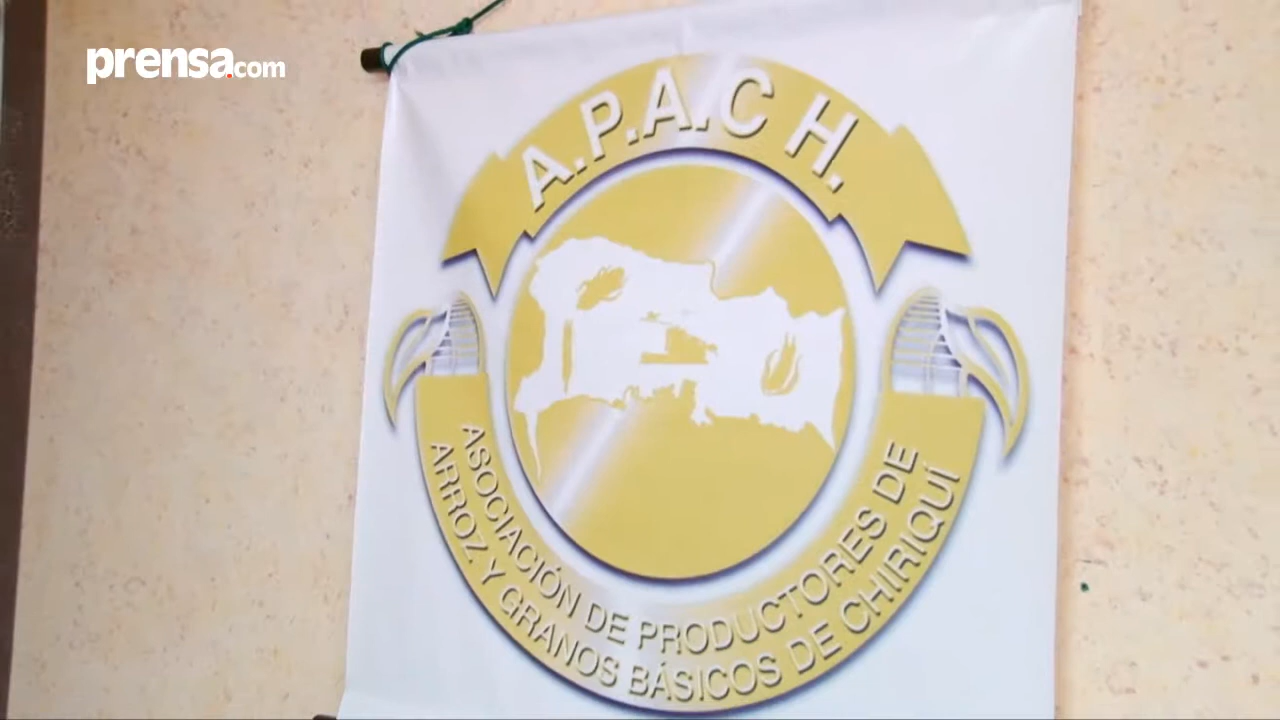 prensa.com
A.P.A.C H.
ASOCIACIÓN DE PRODUCTORES DE
ARROZ Y GRANOS BÁSICOS DE CHIRIQUÍ